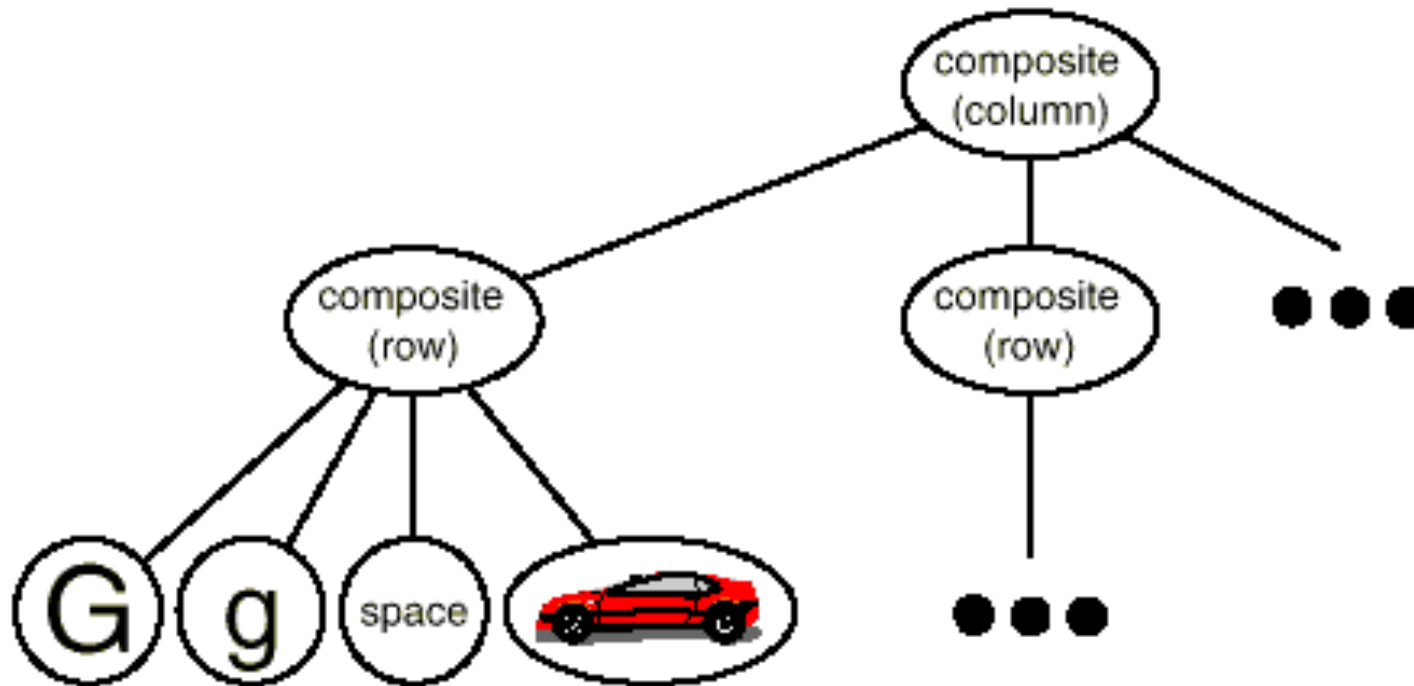 composite
(column)
composite
(row)
composite
(row)
G
g
space